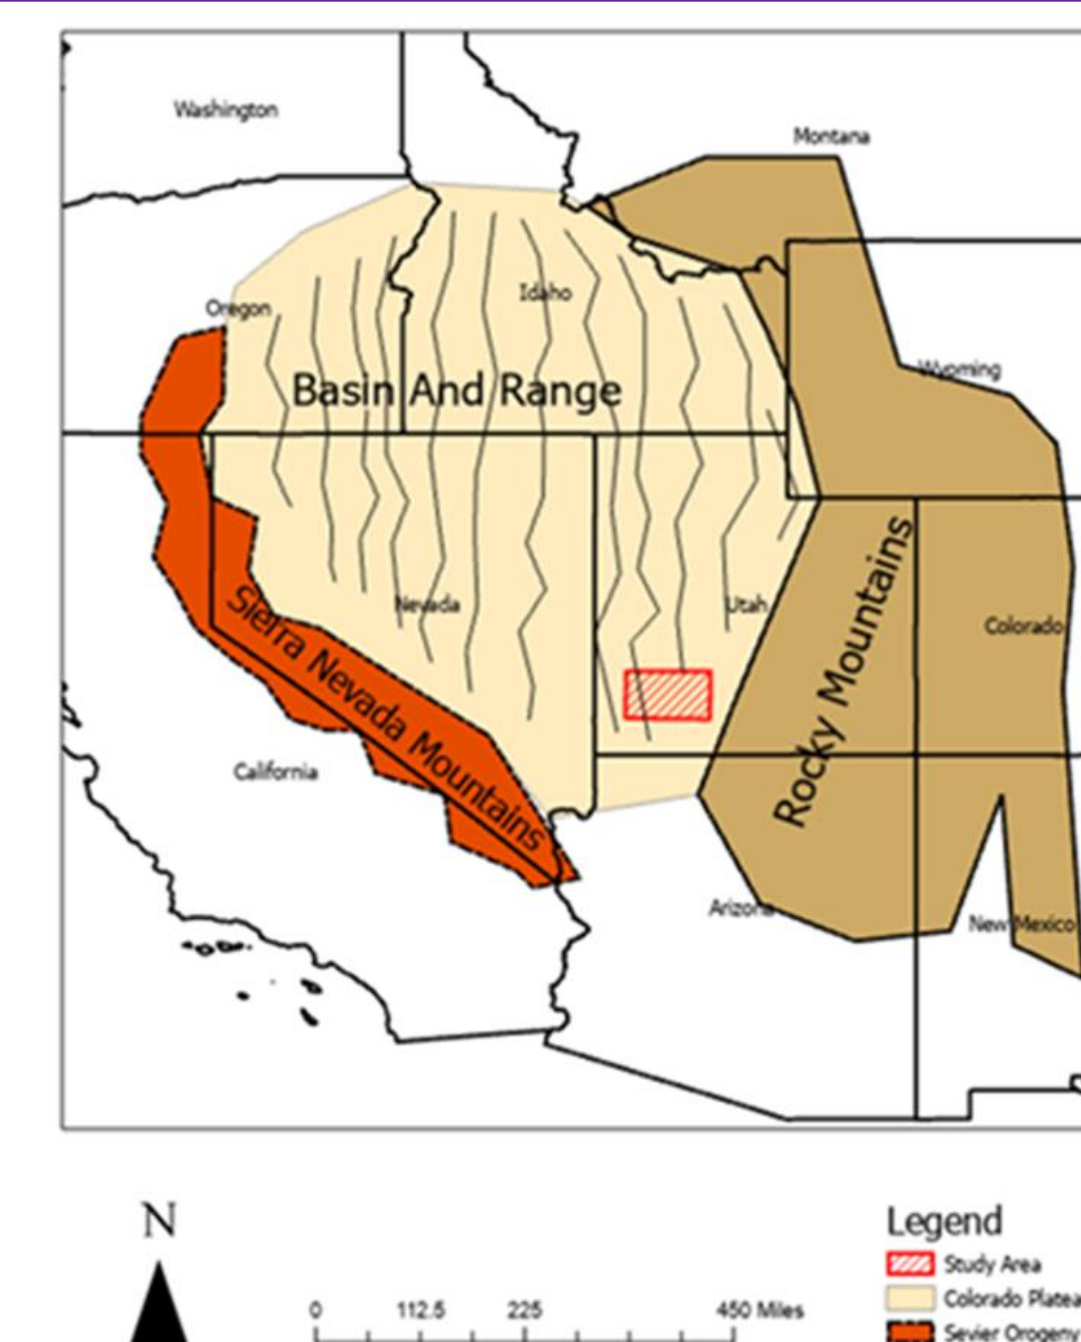 Washington
Montana
Idaho
Oregon
Wyoming
Basin And Range
Nevada
Utah
Colorado
Sierra Nevada Mountains
Rocky Mountains
California
Arizona
New Mexico
N
Legend
Study Area
0 112.5 225 450 Miles
Colorado Platea
Sevier Orogeny